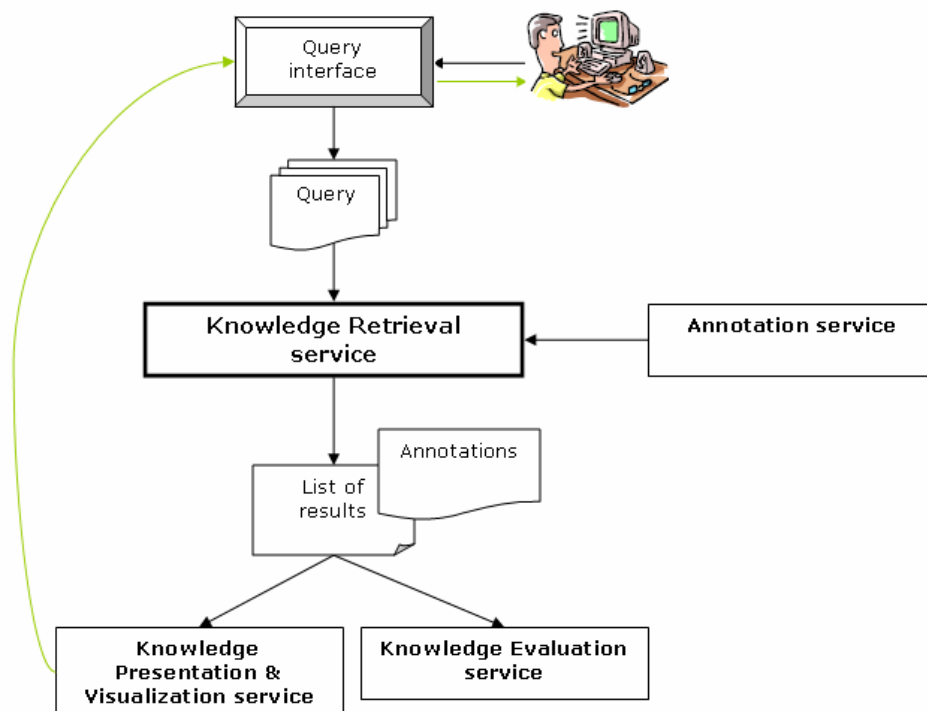 Query
interface
Query
Knowledge Retrieval
service
Annotation service
Annotations
List of
results
Knowledge
Presentation &
Visualization service
Knowledge Evaluation
service